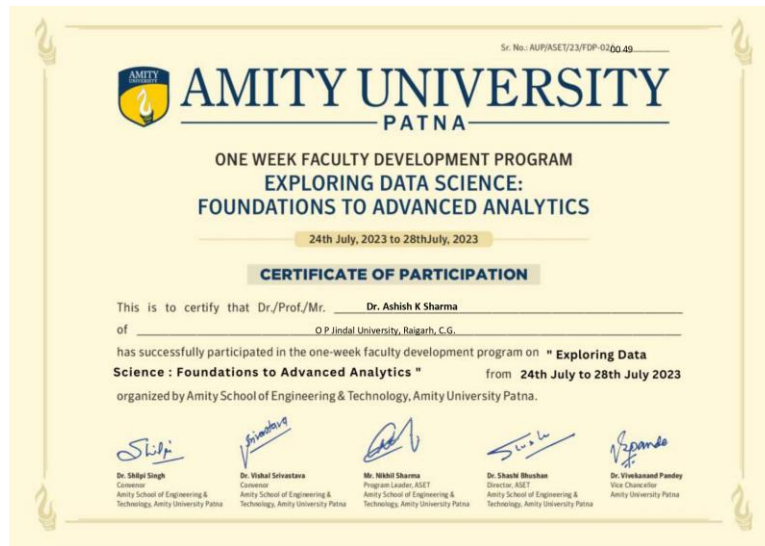 Sr. No.: AUP/ASET/23/FDP-0200 49
AMITY
UNIVERSITY
AMITY UNIVERSITY
PATNA
ONE WEEK FACULTY DEVELOPMENT PROGRAM
EXPLORING DATA SCIENCE:
FOUNDATIONS TO ADVANCED ANALYTICS
24th July, 2023 to 28thJuly, 2023
CERTIFICATE OF PARTICIPATION
This is to certify that Dr./Prof./Mr. Dr. Ashish K Sharma
of O P Jindal University, Raigarh, C.G.
has successfully participated in the one-week faculty development program on " Exploring Data
Science : Foundations to Advanced Analytics " from 24th July to 28th July 2023
organized by Amity School of Engineering & Technology, Amity University Patna.
Shilpi Srivastava Vpande
Dr. Shilpi Singh Dr. Vishal Srivastava Mr. Nikhil Sharma Dr. Shashi Bhushan Dr. Vivekanand Pandey
Convenor Convenor Program Leader, ASET Director, ASET Vice Chancellor
Amity School of Engineering & Amity School of Engineering & Amity School of Engineering & Amity School of Engineering & Amity University Patna
Technology, Amity University Patna Technology, Amity University Patna Technology, Amity University Patna Technology, Amity University Patna